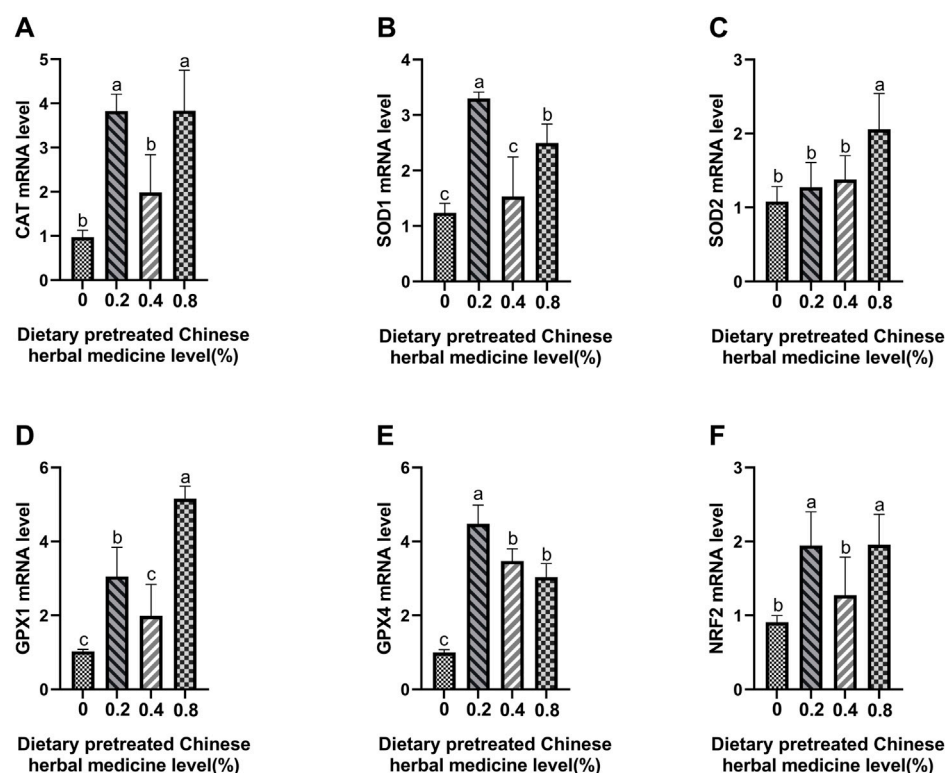 A
CAT mRNA level
5
4
3
2
1
0
b
a
b
a
0 0.2 0.4 0.8
Dietary pretreated Chinese
herbal medicine level(%)
B
SOD1 mRNA level
4
3
2
1
0
c
a
c
b
0 0.2 0.4 0.8
Dietary pretreated Chinese
herbal medicine level(%)
C
SOD2 mRNA level
3
2
1
0
b
b
b
a
0 0.2 0.4 0.8
Dietary pretreated Chinese
herbal medicine level(%)
D
GPX1 mRNA level
6
4
2
0
c
b
c
a
0 0.2 0.4 0.8
Dietary pretreated Chinese
herbal medicine level(%)
E
GPX4 mRNA level
6
4
2
0
c
a
b
b
0 0.2 0.4 0.8
Dietary pretreated Chinese
herbal medicine level(%)
F
NRF2 mRNA level
3
2
1
0
b
a
b
a
0 0.2 0.4 0.8
Dietary pretreated Chinese
herbal medicine level(%)